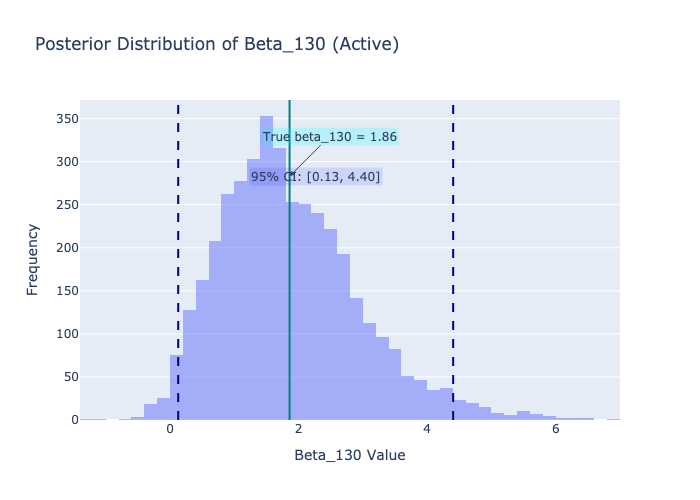 Posterior Distribution of Beta_130 (Active)
350
True beta_130 = 1.86
300
95% CI: [0.13, 4.40]
250
200
150
100
50
0
Frequency
0 2 4 6
Beta_130 Value